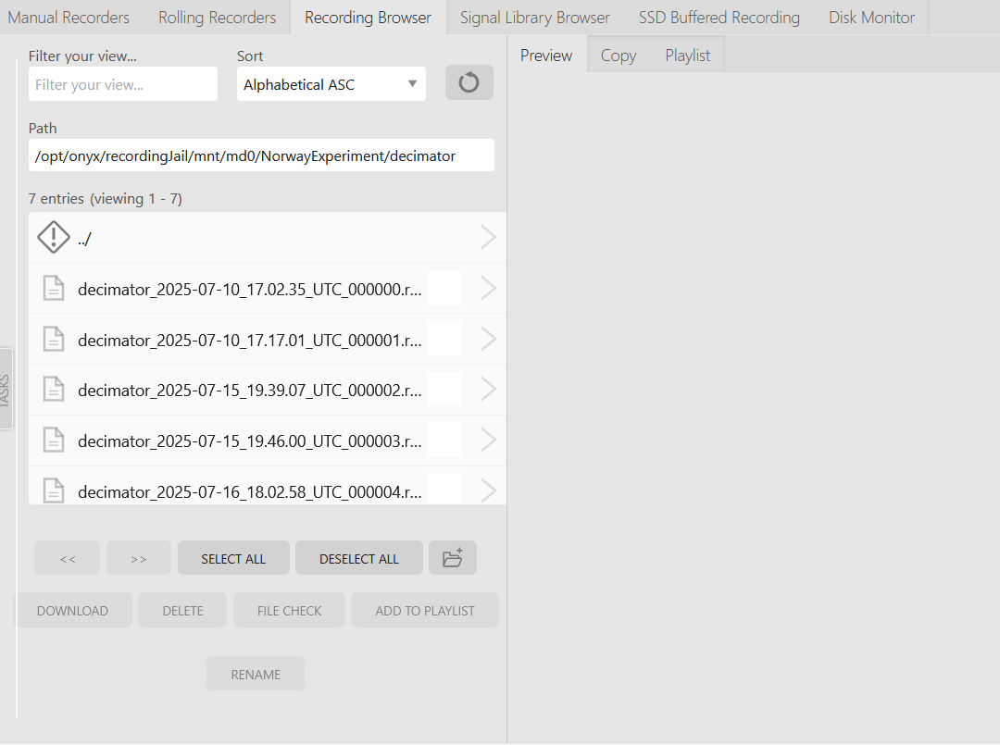 Manual Recorders Rolling Recorders Recording Browser Signal Library Browser SSD Buffered Recording Disk Monitor
Filter your view... Sort
Filter your view... Alphabetical ASC
Path
/opt/onyx/recordingJail/mnt/md0/NorwayExperiment/decimator
7 entries (viewing 1 - 7)
../
decimator_2025-07-10_17.02.35_UTC_000000.r...
decimator_2025-07-10_17.17.01_UTC_000001.r...
decimator_2025-07-15_19.39.07_UTC_000002.r...
decimator_2025-07-15_19.46.00_UTC_000003.r...
decimator_2025-07-16_18.02.58_UTC_000004.r...
<< >> SELECT ALL DESELECT ALL
DOWNLOAD DELETE FILE CHECK ADD TO PLAYLIST
RENAME
TASKS
Preview Copy Playlist